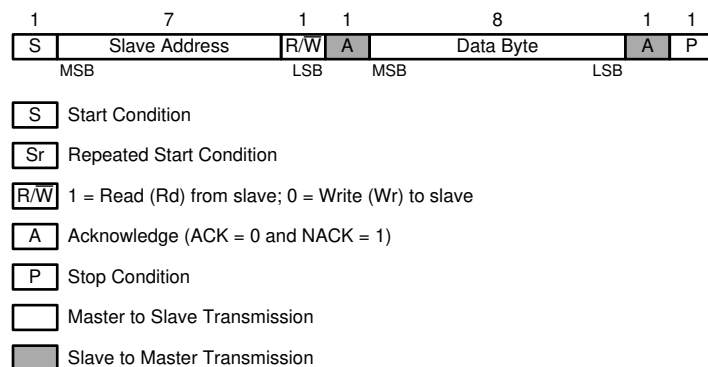 1 7 1 1 8 1 1
S Slave Address R/W̅ A Data Byte A P
MSB LSB MSB LSB
S Start Condition
Sr Repeated Start Condition
R/W̅ 1 = Read (Rd) from slave; 0 = Write (Wr) to slave
A Acknowledge (ACK = 0 and NACK = 1)
P Stop Condition
Master to Slave Transmission
Slave to Master Transmission